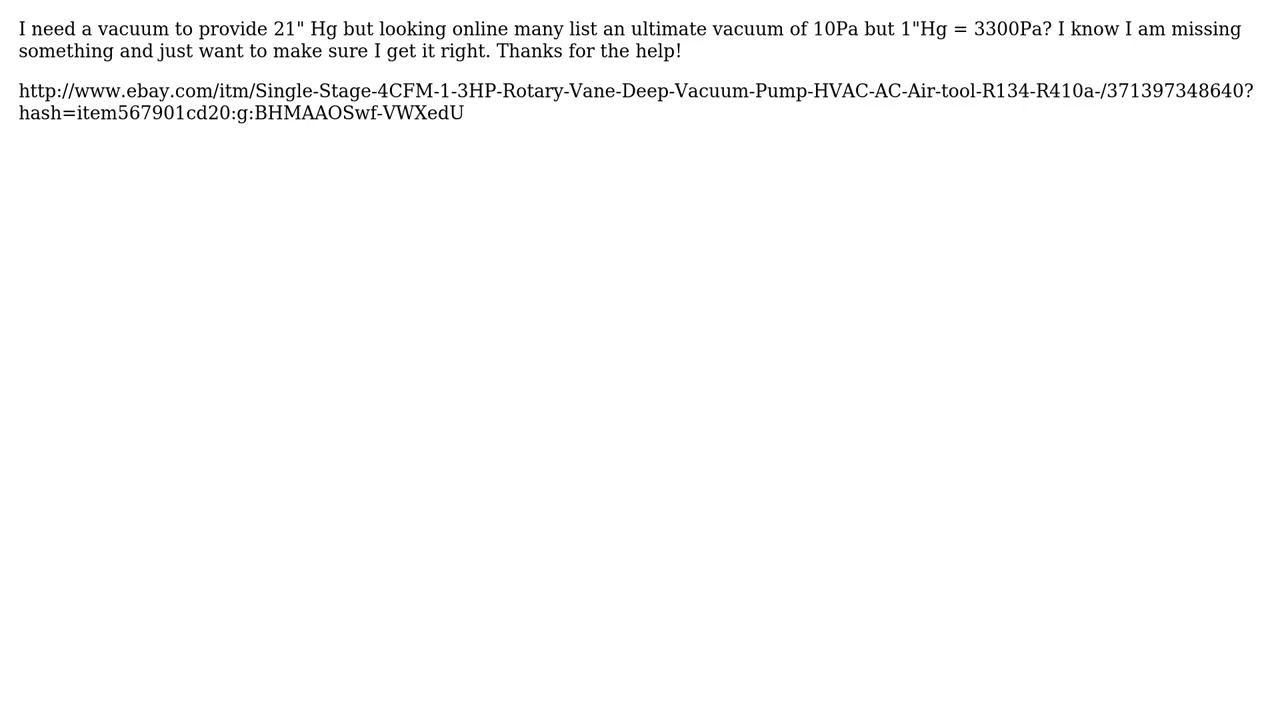 I need a vacuum to provide 21" Hg but looking online many list an ultimate vacuum of 10Pa but 1"Hg = 3300Pa? I know I am missing
something and just want to make sure I get it right. Thanks for the help!
http://www.ebay.com/itm/Single-Stage-4CFM-1-3HP-Rotary-Vane-Deep-Vacuum-Pump-HVAC-AC-Air-tool-R134-R410a-/371397348640?
hash=item567901cd20:g:BHMAAOSwf-VWXedU